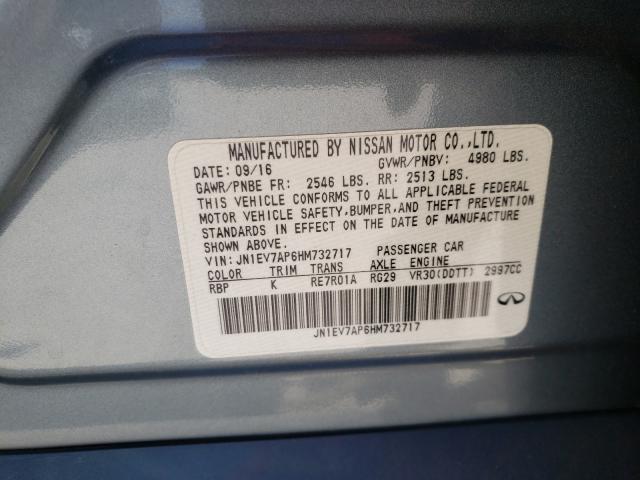 MANUFACTURED BY NISSAN MOTOR CO.,LTD.
DATE: 09/16 GVWR/PNBV: 4980 LBS.
GAWR/PNBE FR: 2546 LBS. RR: 2513 LBS.
THIS VEHICLE CONFORMS TO ALL APPLICABLE FEDERAL
MOTOR VEHICLE SAFETY,BUMPER,AND THEFT PREVENTION
STANDARDS IN EFFECT ON THE DATE OF MANUFACTURE
SHOWN ABOVE.
VIN: JN1EV7AP6HM732717 PASSENGER CAR
COLOR TRIM TRANS AXLE ENGINE
RBP K RE7R01A RG29 VR30(DDTT) 2997CC
JN1EV7AP6HM732717
INFINITI